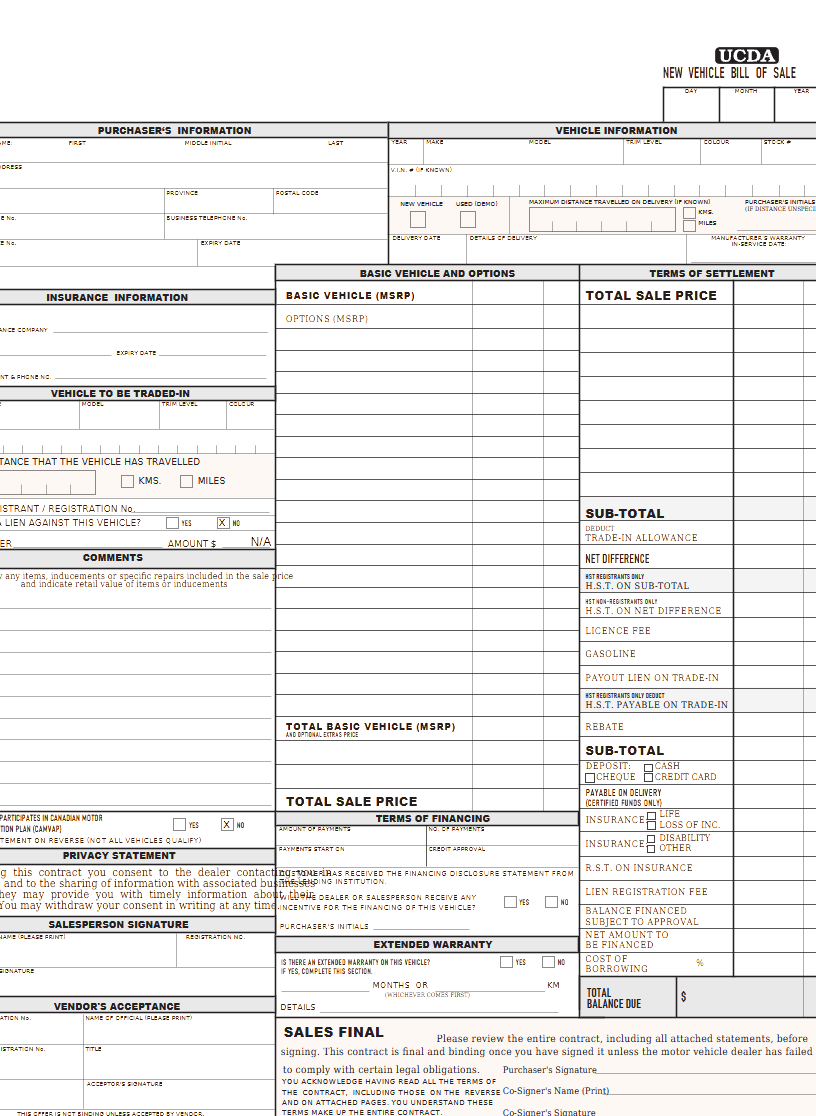 UCDA
NEW VEHICLE BILL OF SALE
DAY MONTH YEAR
PURCHASER'S INFORMATION
FIRST MIDDLE INITIAL LAST
PROVINCE POSTAL CODE
E No. BUSINESS TELEPHONE No.
E No. EXPIRY DATE
VEHICLE INFORMATION
YEAR MAKE MODEL TRIM LEVEL COLOUR STOCK #
V.I.N. # (IF KNOWN)
NEW VEHICLE USED (DEMO) MAXIMUM DISTANCE TRAVELLED ON DELIVERY (IF KNOWN) KMS. MILES PURCHASER'S INITIALS
(IF DISTANCE UNSPECI
DELIVERY DATE DETAILS OF DELIVERY MANUFACTURER'S WARRANTY
IN-SERVICE DATE:
INSURANCE INFORMATION
ANCE COMPANY
EXPIRY DATE
NT & PHONE NO.
VEHICLE TO BE TRADED-IN
MODEL TRIM LEVEL COLOUR
TANCE THAT THE VEHICLE HAS TRAVELLED
KMS. MILES
ISTRANT / REGISTRATION No.
A LIEN AGAINST THIS VEHICLE? YES X NO
ER AMOUNT $ N/A
COMMENTS
y any items, inducements or specific repairs included in the sale price
and indicate retail value of items or inducements
PARTICIPATES IN CANADIAN MOTOR
TION PLAN (CAMVAP) YES X NO
TEMENT ON REVERSE (NOT ALL VEHICLES QUALIFY)
PRIVACY STATEMENT
g this contract you consent to the dealer contacting
and to the sharing of information with associated businesses
hey may provide you with timely information about their
You may withdraw your consent in writing at any time.
SALESPERSON SIGNATURE
NAME (PLEASE PRINT) REGISTRATION NO.
SIGNATURE
VENDOR'S ACCEPTANCE
ATION No. NAME OF OFFICIAL (PLEASE PRINT)
ISTRATION No. TITLE
ACCEPTOR'S SIGNATURE
THIS OFFER IS NOT BINDING UNLESS ACCEPTED BY VENDOR.
BASIC VEHICLE AND OPTIONS
BASIC VEHICLE (MSRP)
OPTIONS (MSRP)
TOTAL BASIC VEHICLE (MSRP)
AND OPTIONAL EXTRAS PRICE
TOTAL SALE PRICE
TERMS OF FINANCING
AMOUNT OF PAYMENTS NO. OF PAYMENTS
PAYMENTS START ON CREDIT APPROVAL
CUSTOMER HAS RECEIVED THE FINANCING DISCLOSURE STATEMENT FROM
THE LENDING INSTITUTION.
WILL THE DEALER OR SALESPERSON RECEIVE ANY
INCENTIVE FOR THE FINANCING OF THIS VEHICLE? YES NO
PURCHASER'S INITIALS
EXTENDED WARRANTY
IS THERE AN EXTENDED WARRANTY ON THIS VEHICLE? YES NO
IF YES, COMPLETE THIS SECTION.
MONTHS OR KM
(WHICHEVER COMES FIRST)
DETAILS
TERMS OF SETTLEMENT
TOTAL SALE PRICE
SUB-TOTAL
DEDUCT
TRADE-IN ALLOWANCE
NET DIFFERENCE
HST REGISTRANTS ONLY
H.S.T. ON SUB-TOTAL
HST NON-REGISTRANTS ONLY
H.S.T. ON NET DIFFERENCE
LICENCE FEE
GASOLINE
PAYOUT LIEN ON TRADE-IN
HST REGISTRANTS ONLY DEDUCT
H.S.T. PAYABLE ON TRADE-IN
REBATE
SUB-TOTAL
DEPOSIT: CASH
CHEQUE CREDIT CARD
PAYABLE ON DELIVERY
(CERTIFIED FUNDS ONLY)
INSURANCE LIFE
LOSS OF INC.
INSURANCE DISABILITY
OTHER
R.S.T. ON INSURANCE
LIEN REGISTRATION FEE
BALANCE FINANCED
SUBJECT TO APPROVAL
NET AMOUNT TO
BE FINANCED
COST OF
BORROWING %
TOTAL
BALANCE DUE $
SALES FINAL
Please review the entire contract, including all attached statements, before
signing. This contract is final and binding once you have signed it unless the motor vehicle dealer has failed
to comply with certain legal obligations.
YOU ACKNOWLEDGE HAVING READ ALL THE TERMS OF
THE CONTRACT, INCLUDING THOSE ON THE REVERSE
AND ON ATTACHED PAGES. YOU UNDERSTAND THESE
TERMS MAKE UP THE ENTIRE CONTRACT.
Purchaser's Signature
Co-Signer's Name (Print)
Co-Signer's Signature